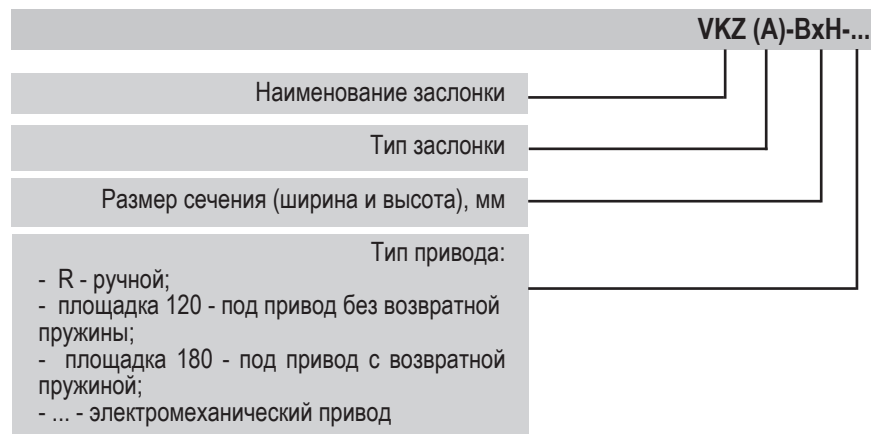 VKZ (A)-BxH-...
Наименование заслонки
Тип заслонки
Размер сечения (ширина и высота), мм
Тип привода:
- R - ручной;
- площадка 120 - под привод без возвратной
пружины;
- площадка 180 - под привод с возвратной
пружиной;
- ... - электромеханический привод